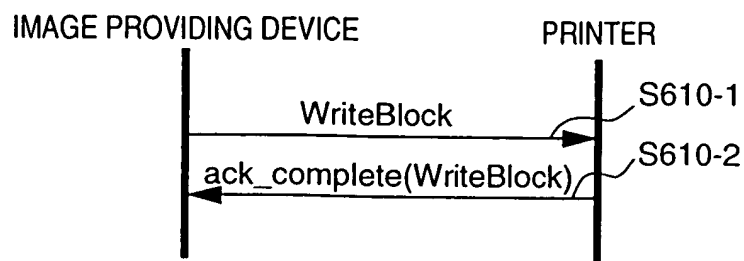 IMAGE PROVIDING DEVICE PRINTER
WriteBlock S610-1
ack_complete(WriteBlock) S610-2